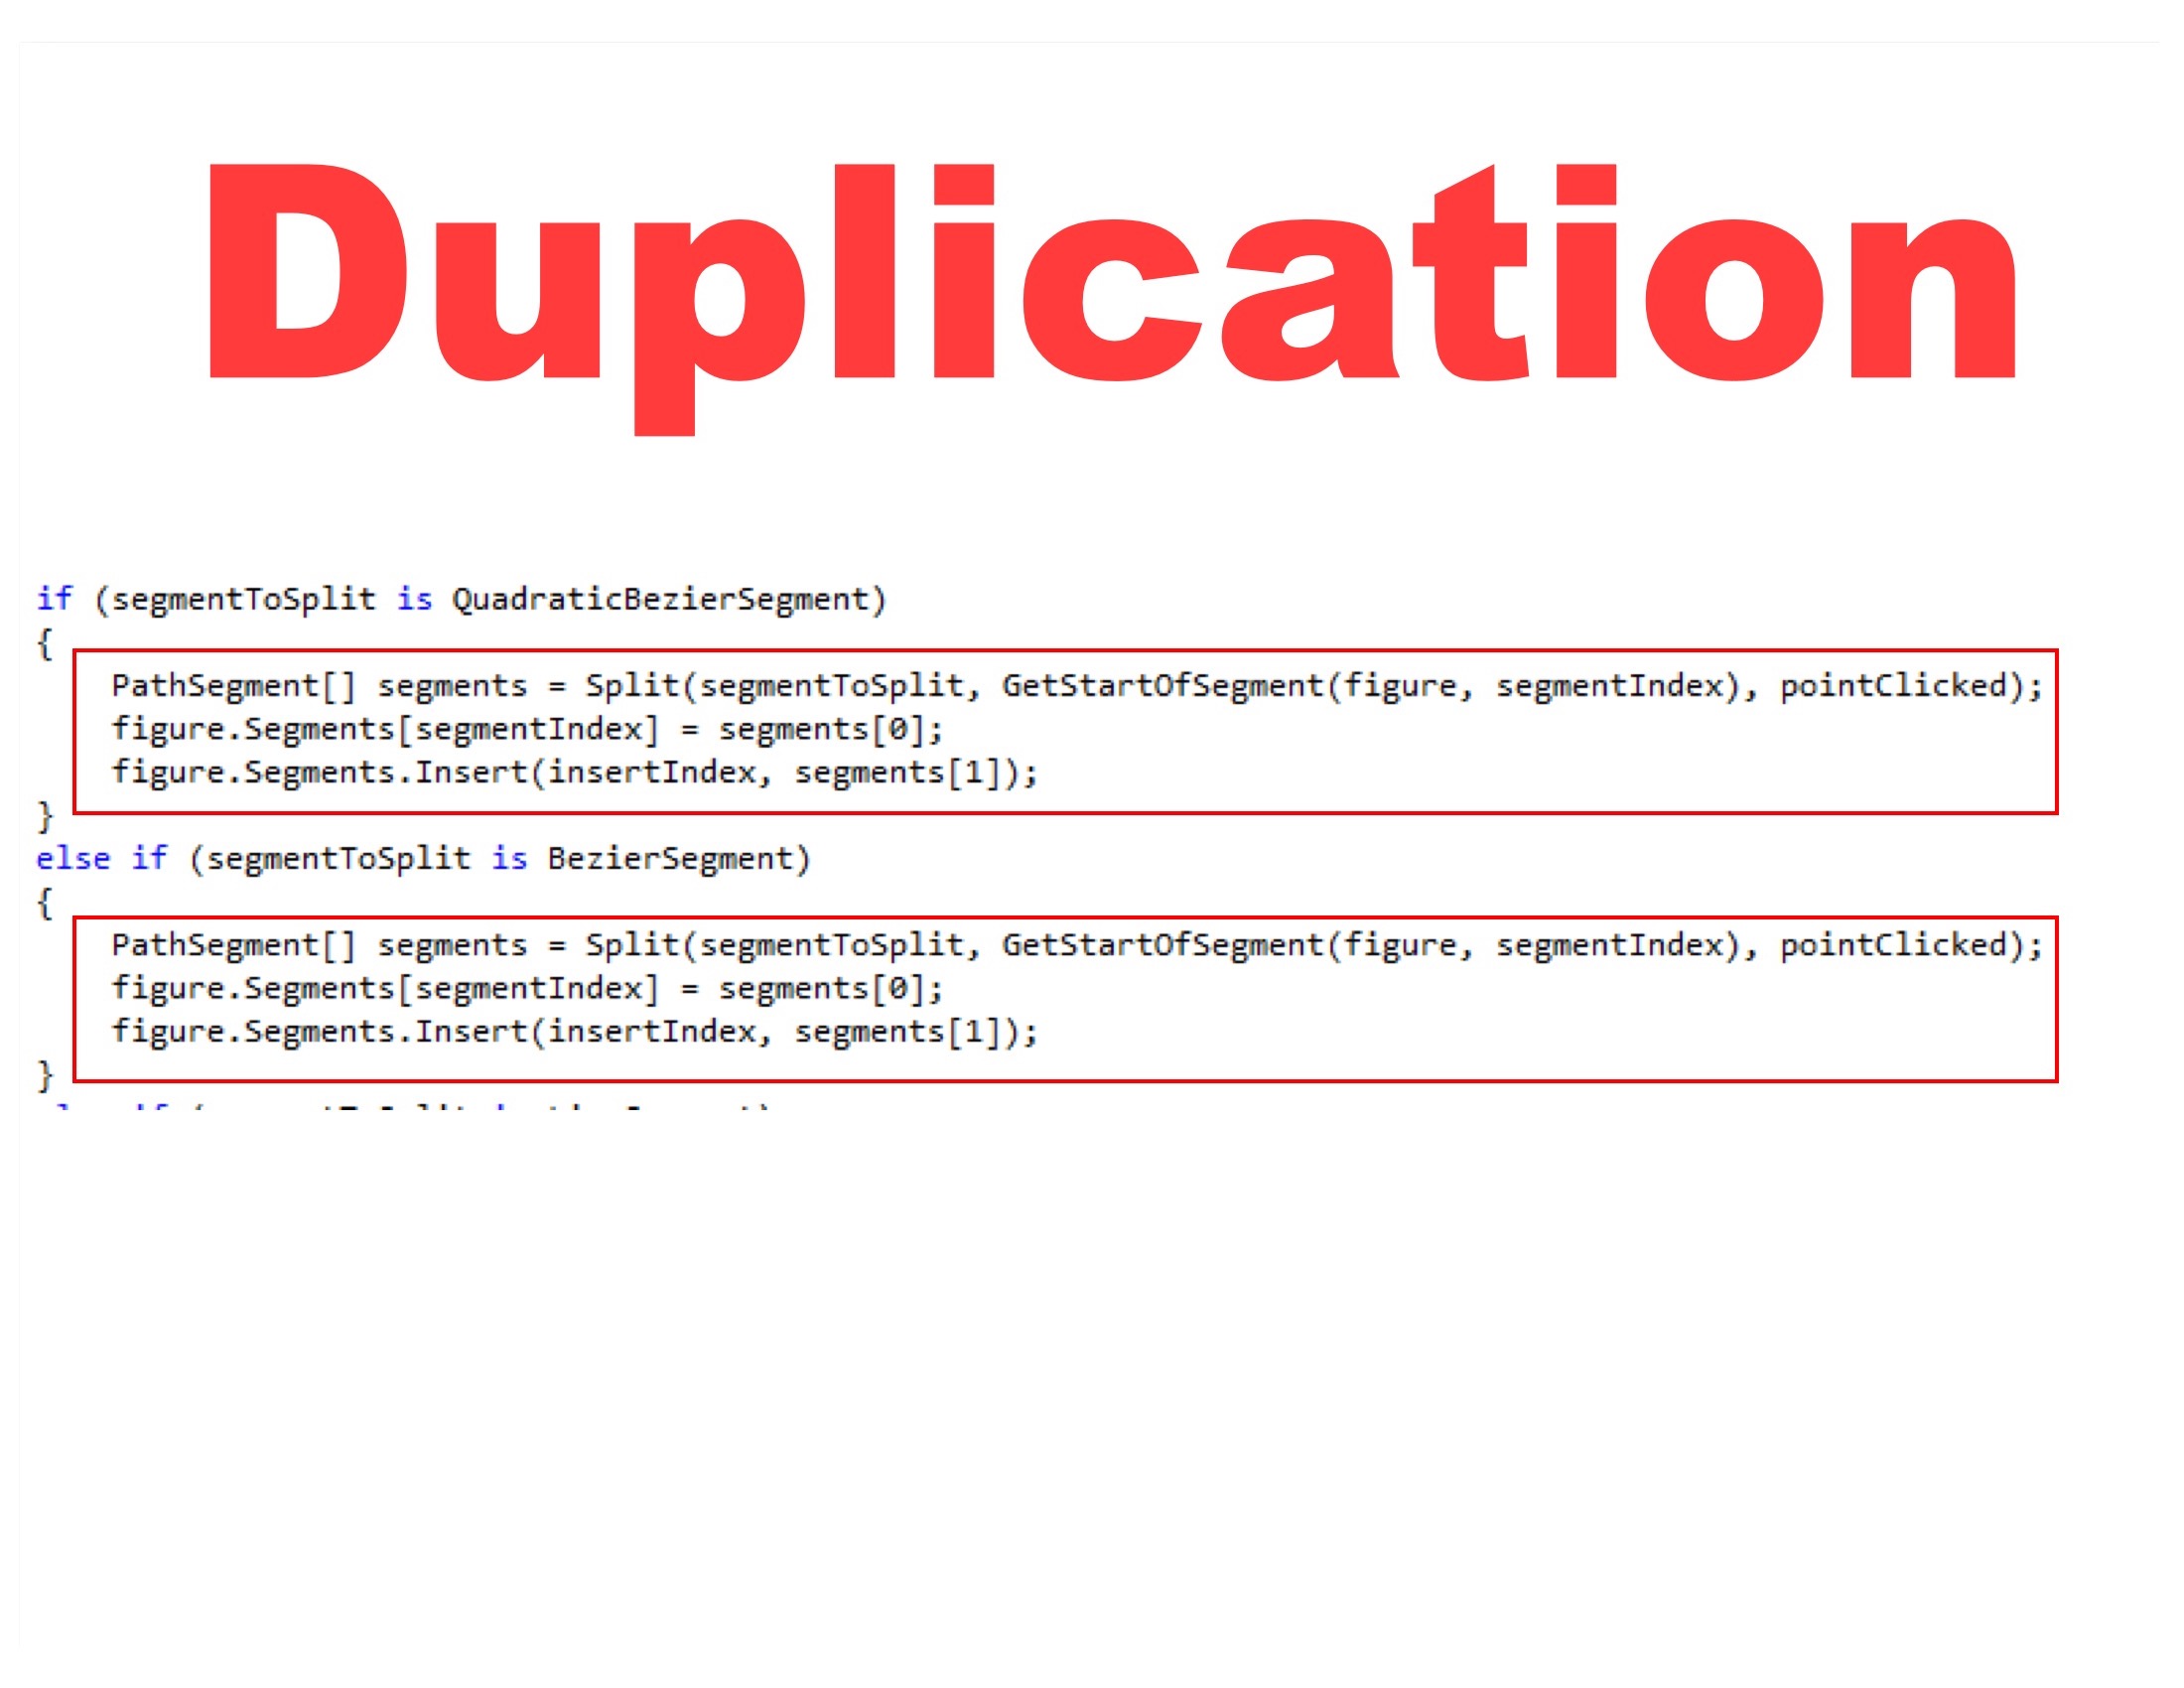 Duplication
if (segmentToSplit is QuadraticBezierSegment)
{
PathSegment[] segments = Split(segmentToSplit, GetStartOfSegment(figure, segmentIndex), pointClicked);
figure.Segments[segmentIndex] = segments[0];
figure.Segments.Insert(insertIndex, segments[1]);
}
else if (segmentToSplit is BezierSegment)
{
PathSegment[] segments = Split(segmentToSplit, GetStartOfSegment(figure, segmentIndex), pointClicked);
figure.Segments[segmentIndex] = segments[0];
figure.Segments.Insert(insertIndex, segments[1]);
}